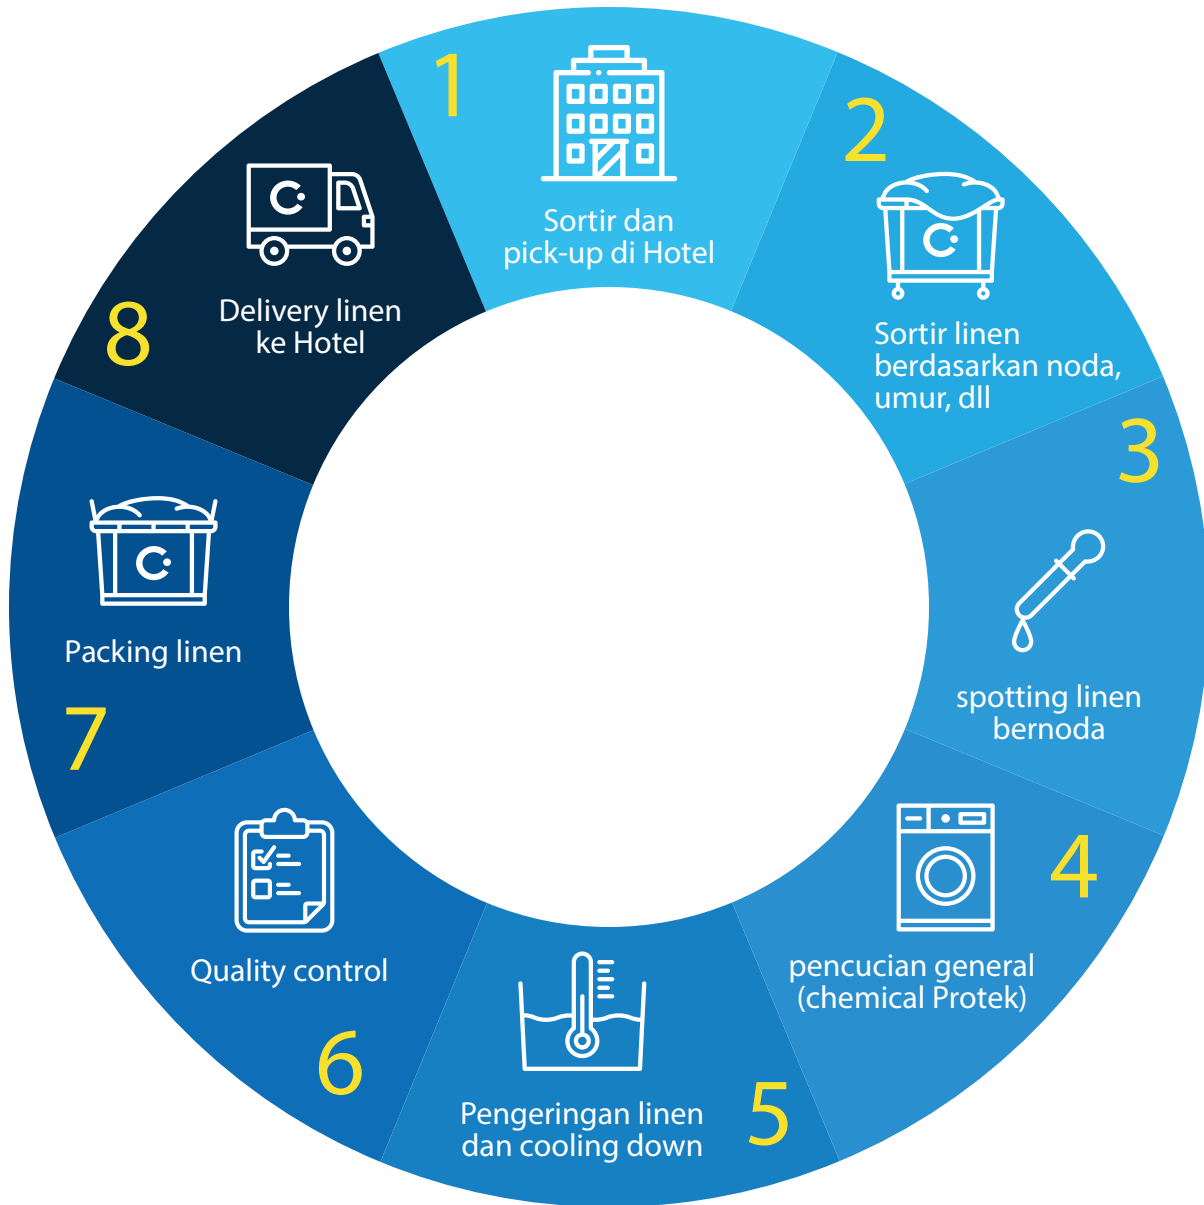 1
Sortir dan
pick-up di Hotel
2
Sortir linen
berdasarkan noda,
umur, dll
3
spotting linen
bernoda
4
pencucian general
(chemical Protek)
5
Pengeringan linen
dan cooling down
6
Quality control
7
Packing linen
8
Delivery linen
ke Hotel